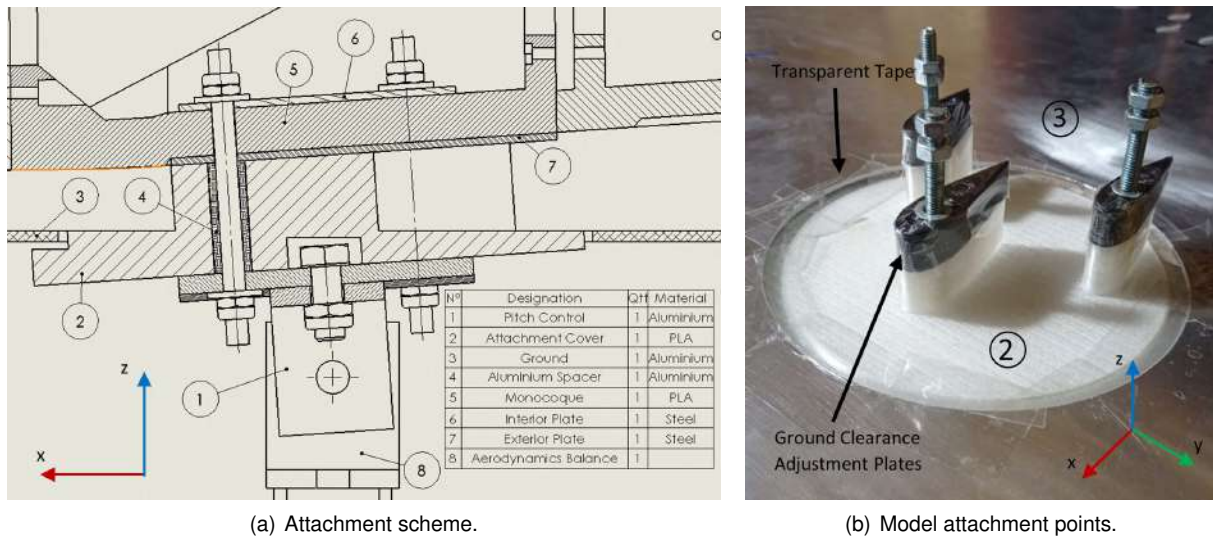 6
5
7
3
4
2
1
8
z
x
Nº Designation Qtt Material
1 Pitch Control 1 Aluminium
2 Attachment Cover 1 PLA
3 Ground 1 Aluminium
4 Aluminium Spacer 1 Aluminium
5 Monocoque 1 PLA
6 Interior Plate 1 Steel
7 Exterior Plate 1 Steel
8 Aerodynamics Balance 1
Transparent Tape
3
2
Ground Clearance
Adjustment Plates
z
x
y
(a) Attachment scheme.
(b) Model attachment points.